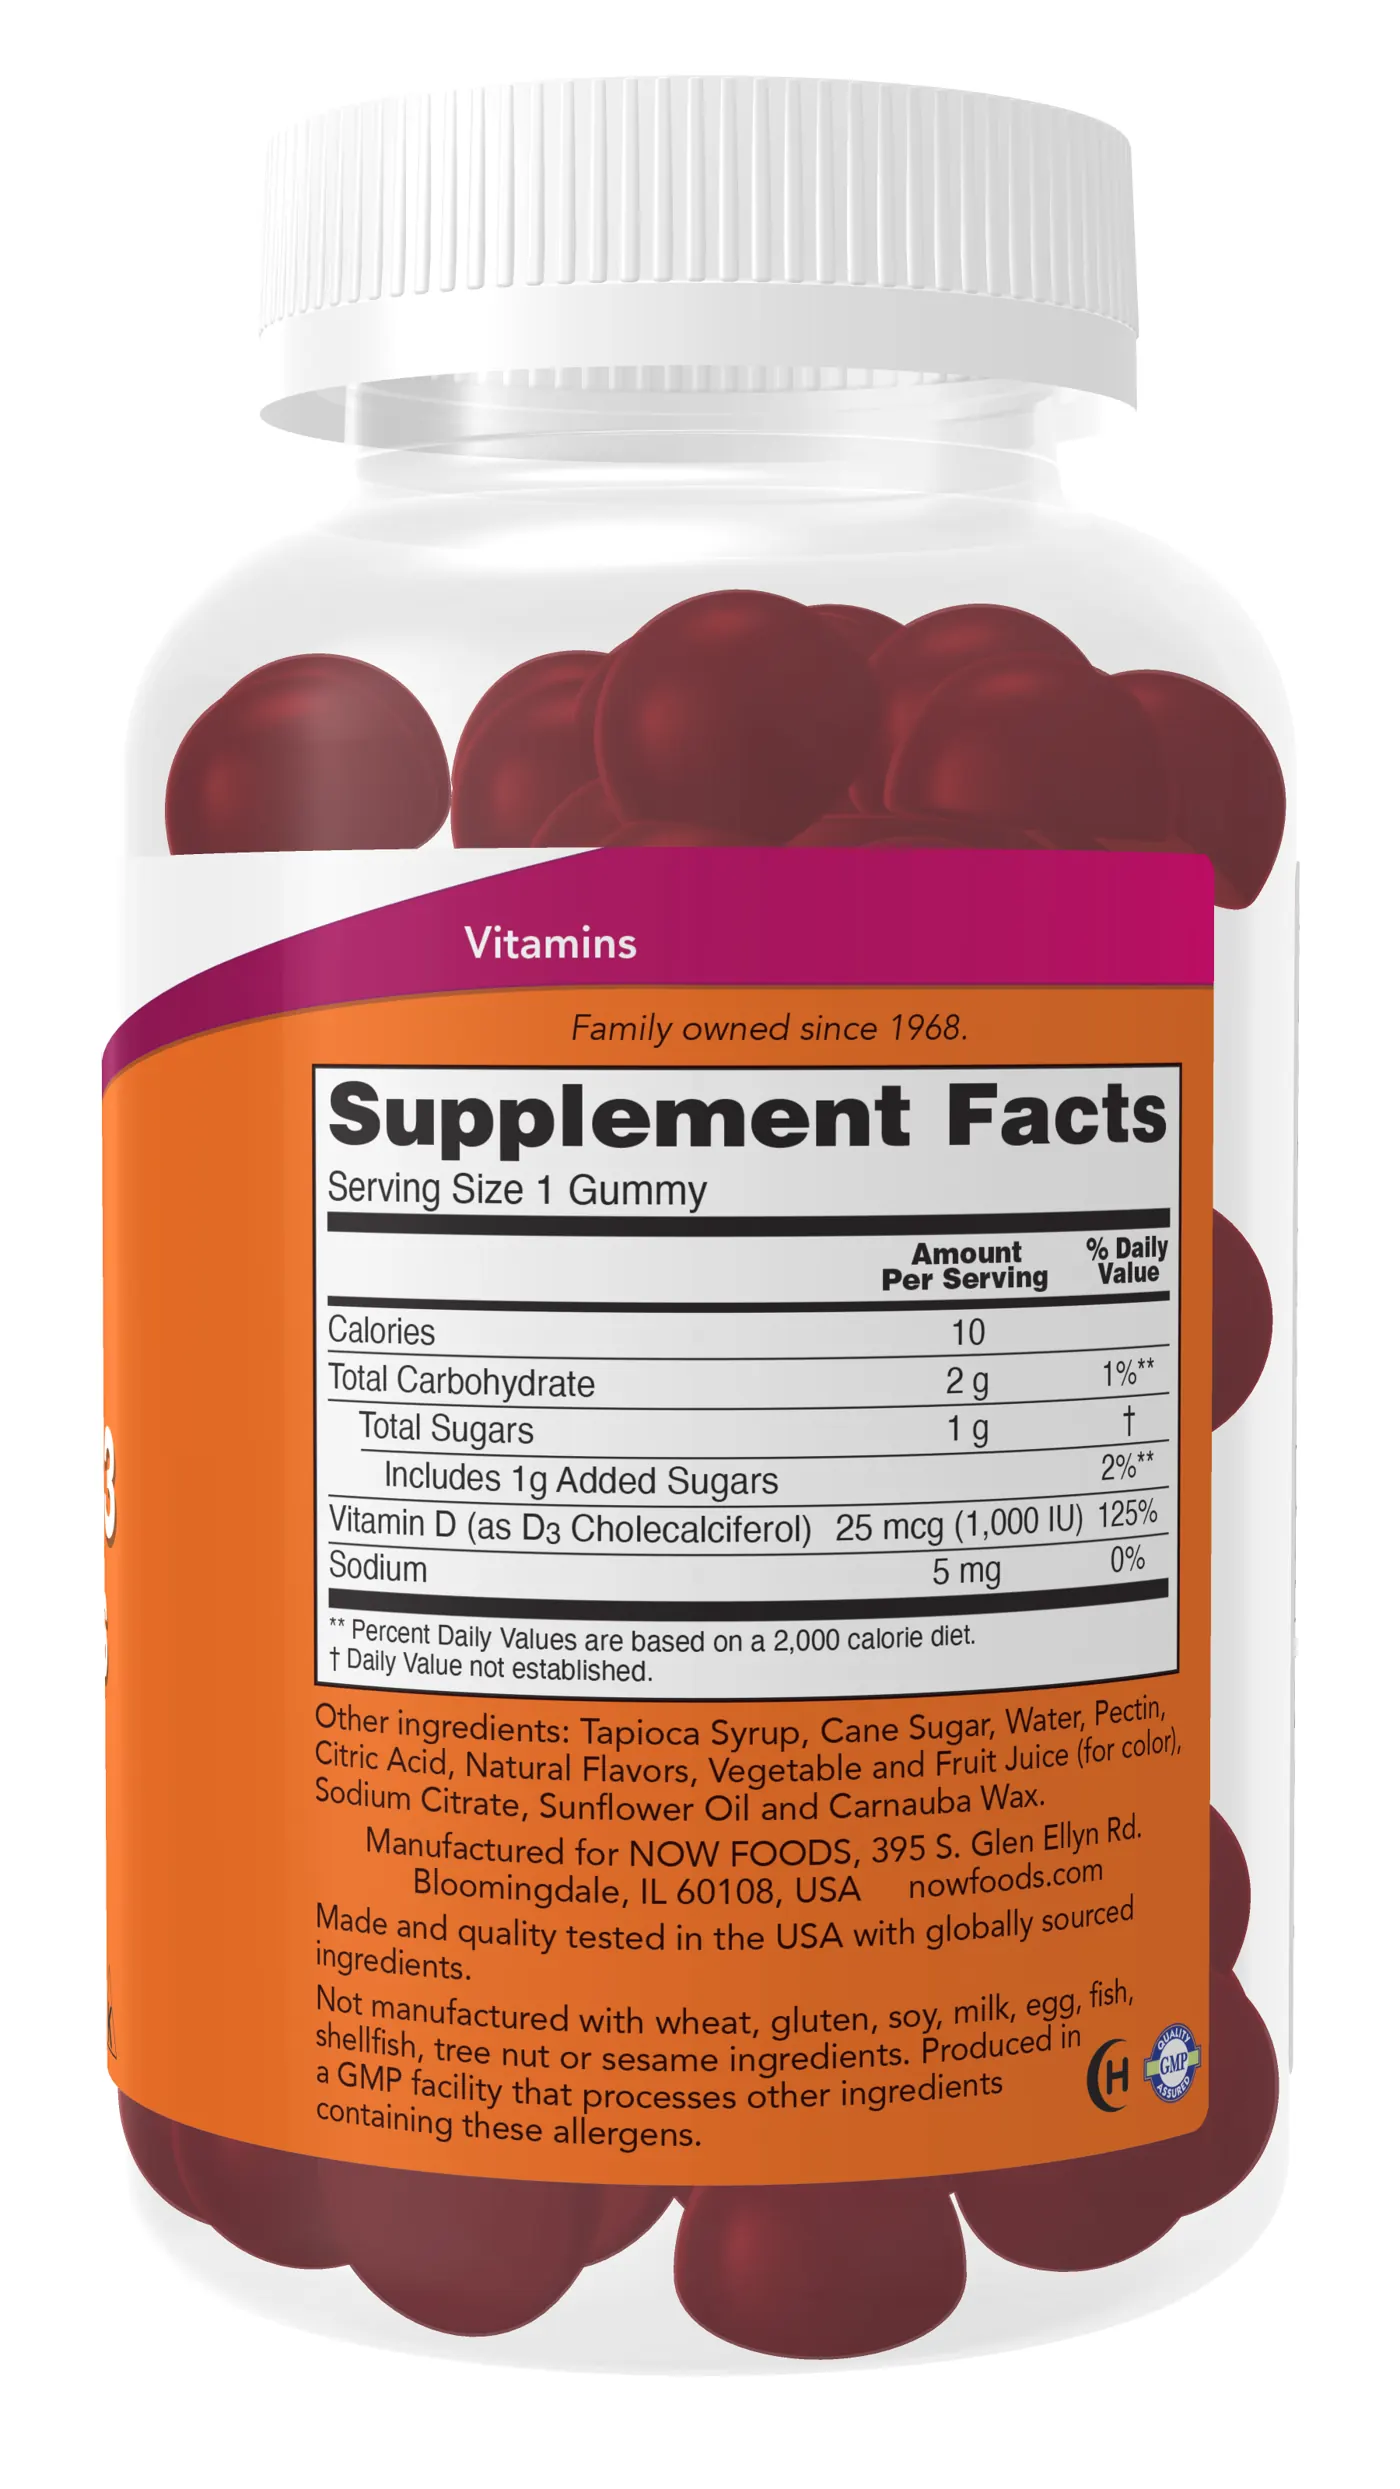 Vitamins
Family owned since 1968.
Supplement Facts
Serving Size 1 Gummy
Amount Per Serving % Daily Value
Calories 10
Total Carbohydrate 2 g 1%**
Total Sugars 1 g †
Includes 1g Added Sugars 2%**
Vitamin D (as D3 Cholecalciferol) 25 mcg (1,000 IU) 125%
Sodium 5 mg 0%
** Percent Daily Values are based on a 2,000 calorie diet.
† Daily Value not established.
Other ingredients: Tapioca Syrup, Cane Sugar, Water, Pectin,
Citric Acid, Natural Flavors, Vegetable and Fruit Juice (for color),
Sodium Citrate, Sunflower Oil and Carnauba Wax.
Manufactured for NOW FOODS, 395 S. Glen Ellyn Rd.
Bloomingdale, IL 60108, USA nowfoods.com
Made and quality tested in the USA with globally sourced
ingredients.
Not manufactured with wheat, gluten, soy, milk, egg, fish,
shellfish, tree nut or sesame ingredients. Produced in
a GMP facility that processes other ingredients
containing these allergens.
H
QUALITY
GMP
ASSURED
3